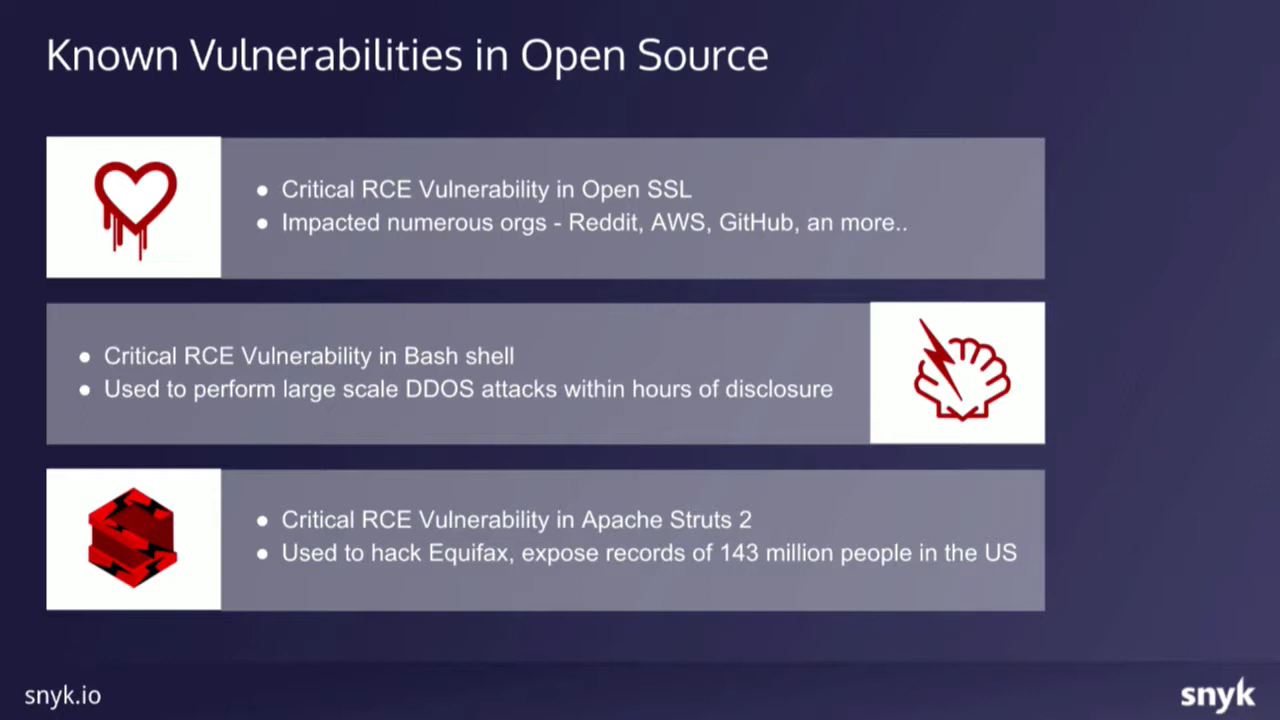 Known Vulnerabilities in Open Source
● Critical RCE Vulnerability in Open SSL
● Impacted numerous orgs - Reddit, AWS, GitHub, an more..
● Critical RCE Vulnerability in Bash shell
● Used to perform large scale DDOS attacks within hours of disclosure
● Critical RCE Vulnerability in Apache Struts 2
● Used to hack Equifax, expose records of 143 million people in the US
snyk.io
snyk